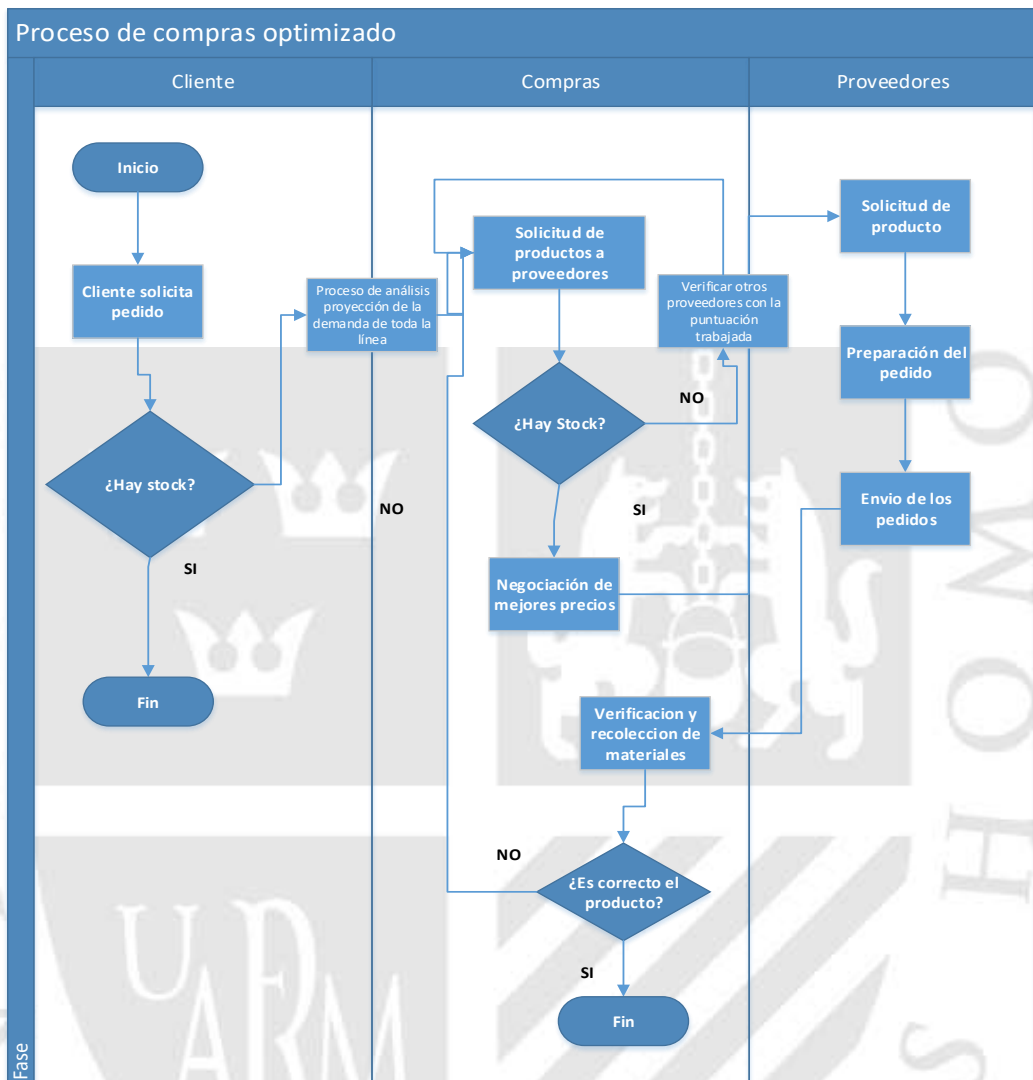 Proceso de compras optimizado
Cliente
Compras
Proveedores
Inicio
Cliente solicita
pedido
¿Hay stock?
SI
Fin
Proceso de análisis
proyección de la
demanda de toda la
línea
NO
Solicitud de
productos a
proveedores
¿Hay Stock?
NO
SI
Verificar otros
proveedores con la
puntuación
trabajada
Negociación de
mejores precios
Solicitud de
producto
Preparación del
pedido
Envio de los
pedidos
Verificacion y
recoleccion de
materiales
¿Es correcto el
producto?
NO
SI
Fin
Fase
UARM
HOMO
S